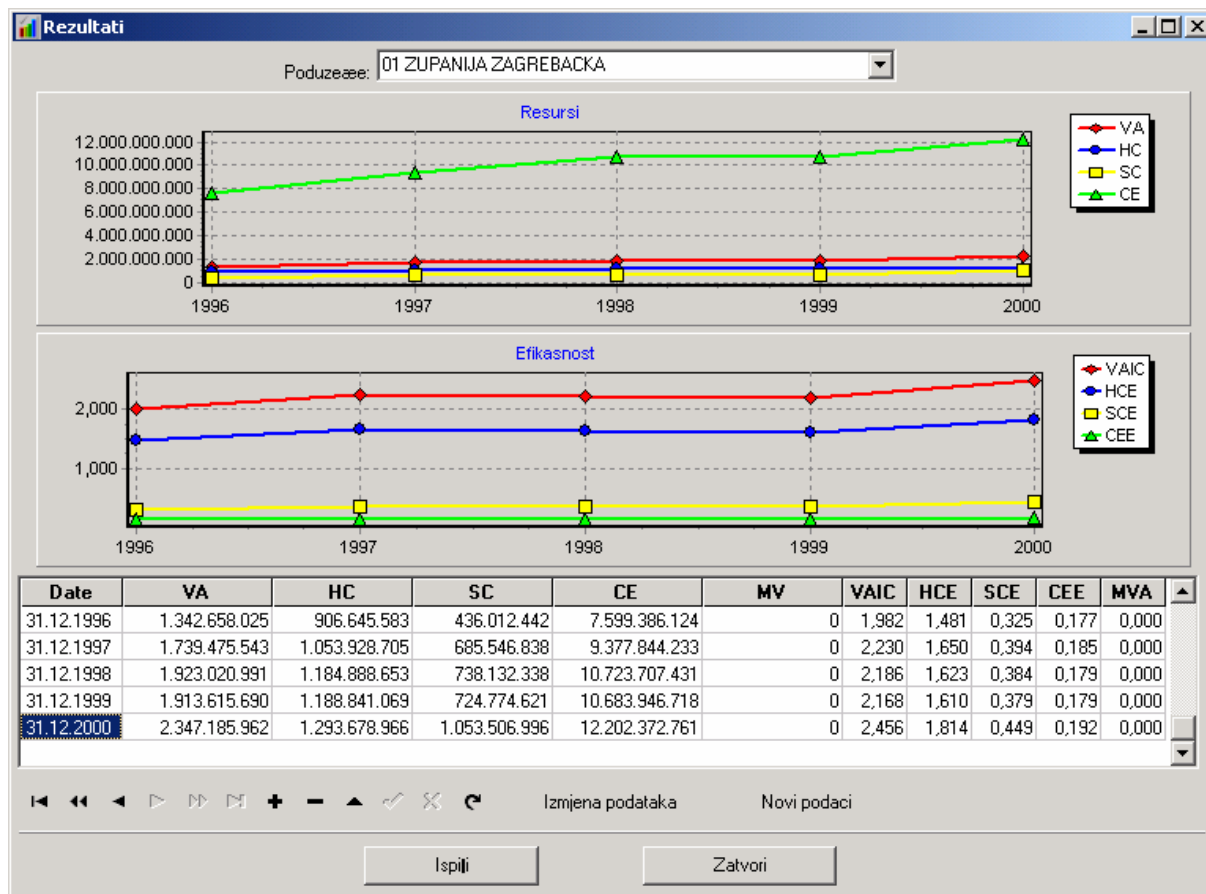 Rezultati
Poduzeæe: 01 ZUPANIJA ZAGREBACKA
Resursi
12.000.000.000
10.000.000.000
8.000.000.000
6.000.000.000
4.000.000.000
2.000.000.000
0
1996 1997 1998 1999 2000
VA
HC
SC
CE
Efikasnost
2,000
1,000
1996 1997 1998 1999 2000
VAIC
HCE
SCE
CEE
Date VA HC SC CE MV VAIC HCE SCE CEE MVA
31.12.1996 1.342.658.025 906.645.583 436.012.442 7.599.386.124 0 1,982 1,481 0,325 0,177 0,000
31.12.1997 1.739.475.543 1.053.928.705 685.546.838 9.377.844.233 0 2,230 1,650 0,394 0,185 0,000
31.12.1998 1.923.020.991 1.184.888.653 738.132.338 10.723.707.431 0 2,186 1,623 0,384 0,179 0,000
31.12.1999 1.913.615.690 1.188.841.069 724.774.621 10.683.946.718 0 2,168 1,610 0,379 0,179 0,000
31.12.2000 2.347.185.962 1.293.678.966 1.053.506.996 12.202.372.761 0 2,456 1,814 0,449 0,192 0,000
Izmjena podataka Novi podaci
Ispiši Zatvori